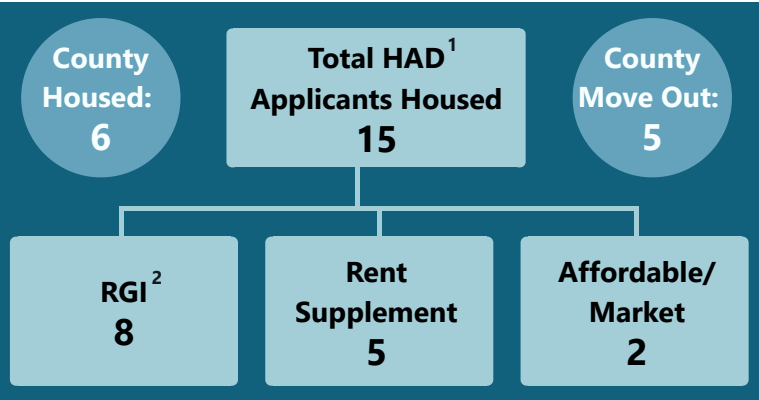 County
Housed:
6
Total HAD¹
Applicants Housed
15
County
Move Out:
5
RGI²
8
Rent
Supplement
5
Affordable/
Market
2